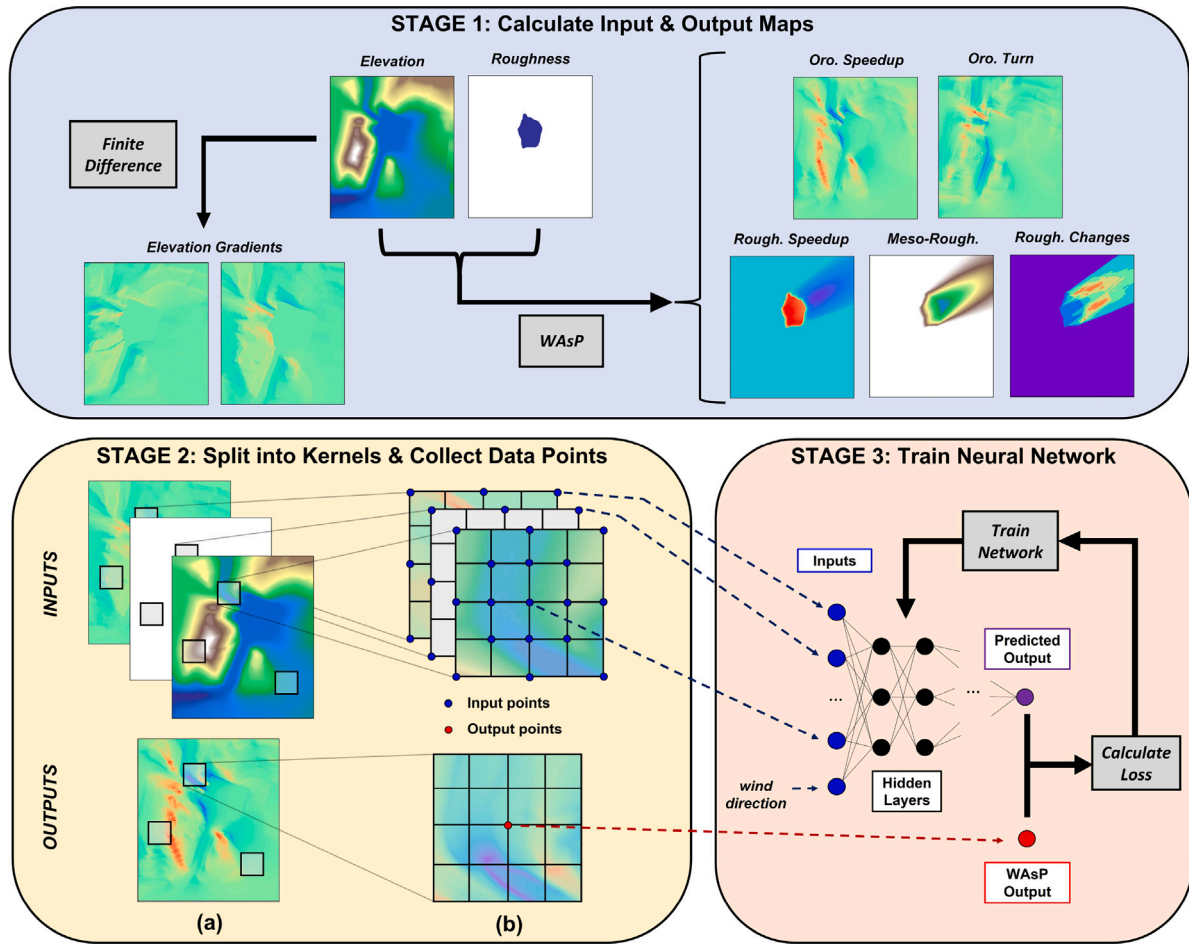 STAGE 1: Calculate Input & Output Maps
Elevation
Roughness
Oro. Speedup
Oro. Turn
Finite
Difference
Elevation Gradients
Rough. Speedup
Meso-Rough.
Rough. Changes
WAsP
STAGE 2: Split into Kernels & Collect Data Points
INPUTS
Input points
Output points
OUTPUTS
(a)
(b)
STAGE 3: Train Neural Network
Train
Network
Inputs
Predicted
Output
...
...
Calculate
Loss
wind
direction
Hidden
Layers
WAsP
Output